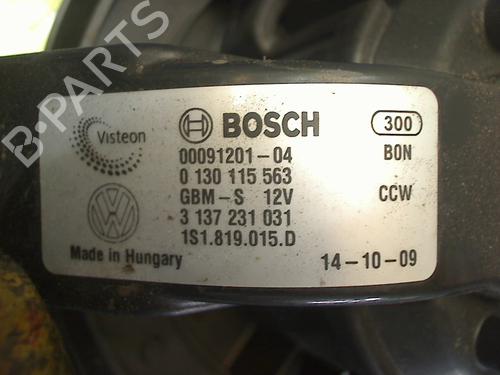 B-PARTS
Visteon
BOSCH
300
00091201-04
BON
0 130 115 563
GBM-S 12V
CCW
3 137 231 031
1S1.819.015.D
Made in Hungary
14-10-09